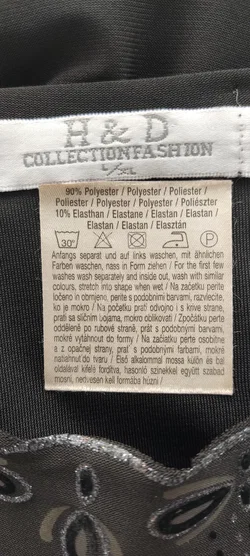 H & D
COLLECTIONFASHION
90% Polyester / Polyester / Poliester /
Poliester / Polyester / Polyester / Poliészter
10% Elasthan / Elastane / Elastan / Elastan /
Elastan / Elastan / Elasztán
30° P
Anfangs separat und auf links waschen, mit ähnlichen
Farben waschen, nass in Form ziehen / For the first few
washes wash separately and inside out, wash with similar
colours, stretch into shape when wet / Na začetku perite
ločeno in obrnjeno, perite s podobnimi barvami, razvlecite,
ko je mokro / Na početku prati odvojeno i s krive strane,
prati sa sličnim bojama, mokro oblikovati / Zpočátku perte
odděleně po rubové straně, prát s podobnými barvami,
mokré vytáhnout do formy / Na začiatku perte osobitne
a z opačnej strany, prať s podobnými farbami, mokré
vytiahnuť do tvaru / Első alkalommal mossa külön és bal
oldalával kifelé fordítva, hasonló színekkel együtt szabad
mosni, nedvesen kell formába húzni /